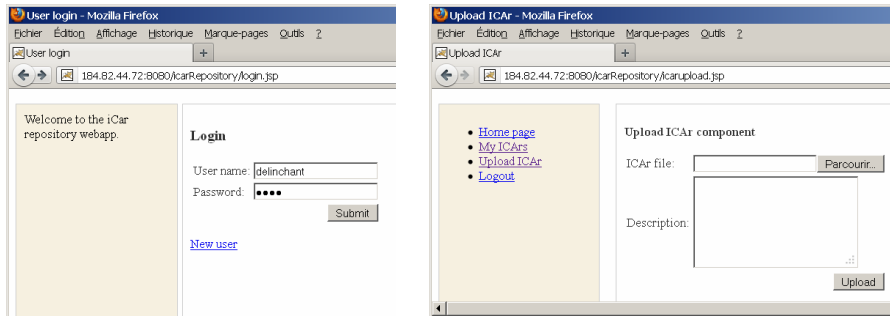 User login - Mozilla Firefox
Fichier Édition Affichage Historique Marque-pages Outils ?
User login +
184.82.44.72:8080/icarRepository/login.jsp
Welcome to the iCar
repository webapp.
Login
User name: delinchant
Password: ●●●●
Submit
New user
Upload ICAr - Mozilla Firefox
Fichier Édition Affichage Historique Marque-pages Outils ?
Upload ICAr +
184.82.44.72:8080/icarRepository/icarupload.jsp
Home page
My ICArs
Upload ICAr
Logout
Upload ICAr component
ICAr file: Parcourir...
Description:
Upload